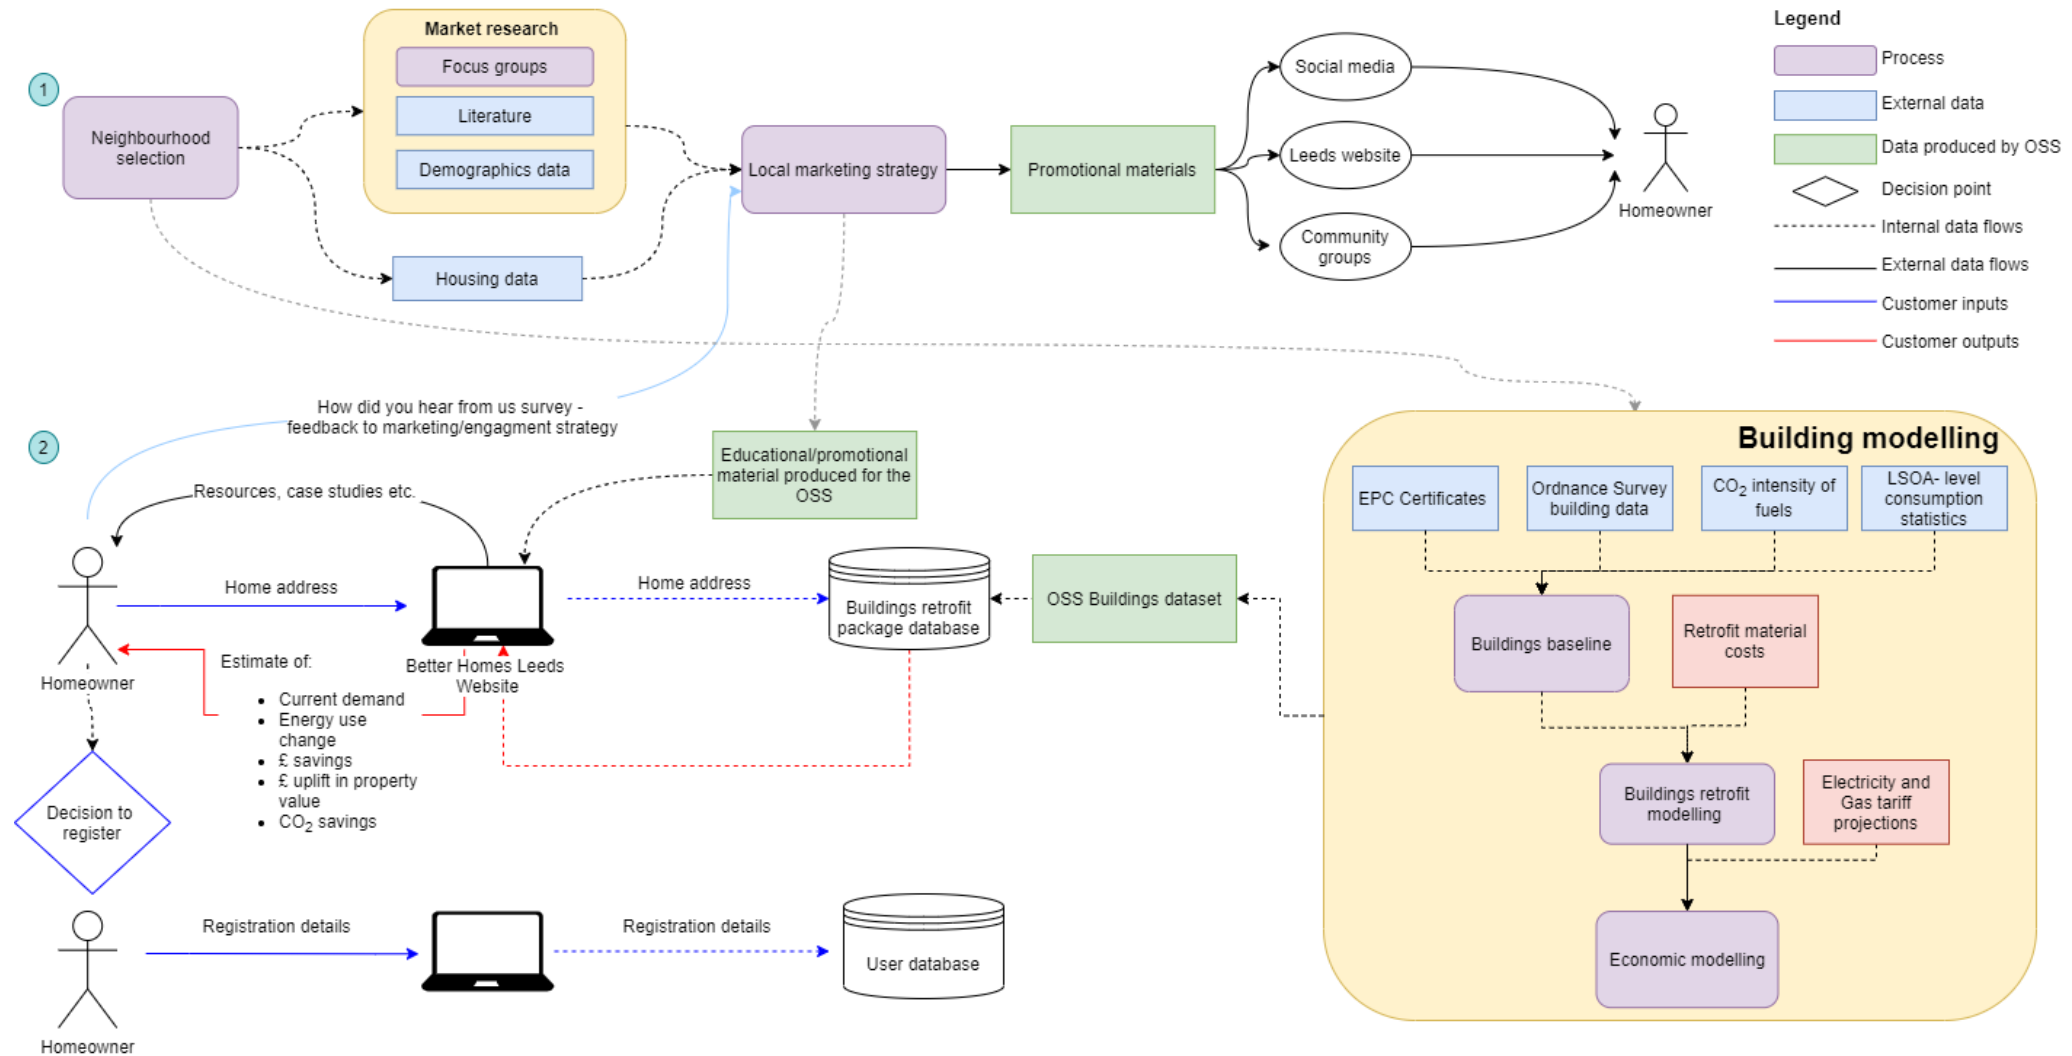 1
Neighbourhood
selection
Market research
Focus groups
Literature
Demographics data
Housing data
Local marketing strategy
Promotional materials
Social media
Leeds website
Community
groups
Homeowner
Legend
Process
External data
Data produced by OSS
Decision point
Internal data flows
External data flows
Customer inputs
Customer outputs
2
How did you hear from us survey -
feedback to marketing/engagment strategy
Resources, case studies etc.
Educational/promotional
material produced for the
OSS
Homeowner
Home address
Better Homes Leeds
Website
Home address
Buildings retrofit
package database
OSS Buildings dataset
Estimate of:
• Current demand
• Energy use
change
• £ savings
• £ uplift in property
value
• CO2 savings
Decision to
register
Homeowner
Registration details
Registration details
User database
Building modelling
EPC Certificates
Ordnance Survey
building data
CO2 intensity of
fuels
LSOA- level
consumption
statistics
Buildings baseline
Retrofit material
costs
Buildings retrofit
modelling
Electricity and
Gas tariff
projections
Economic modelling